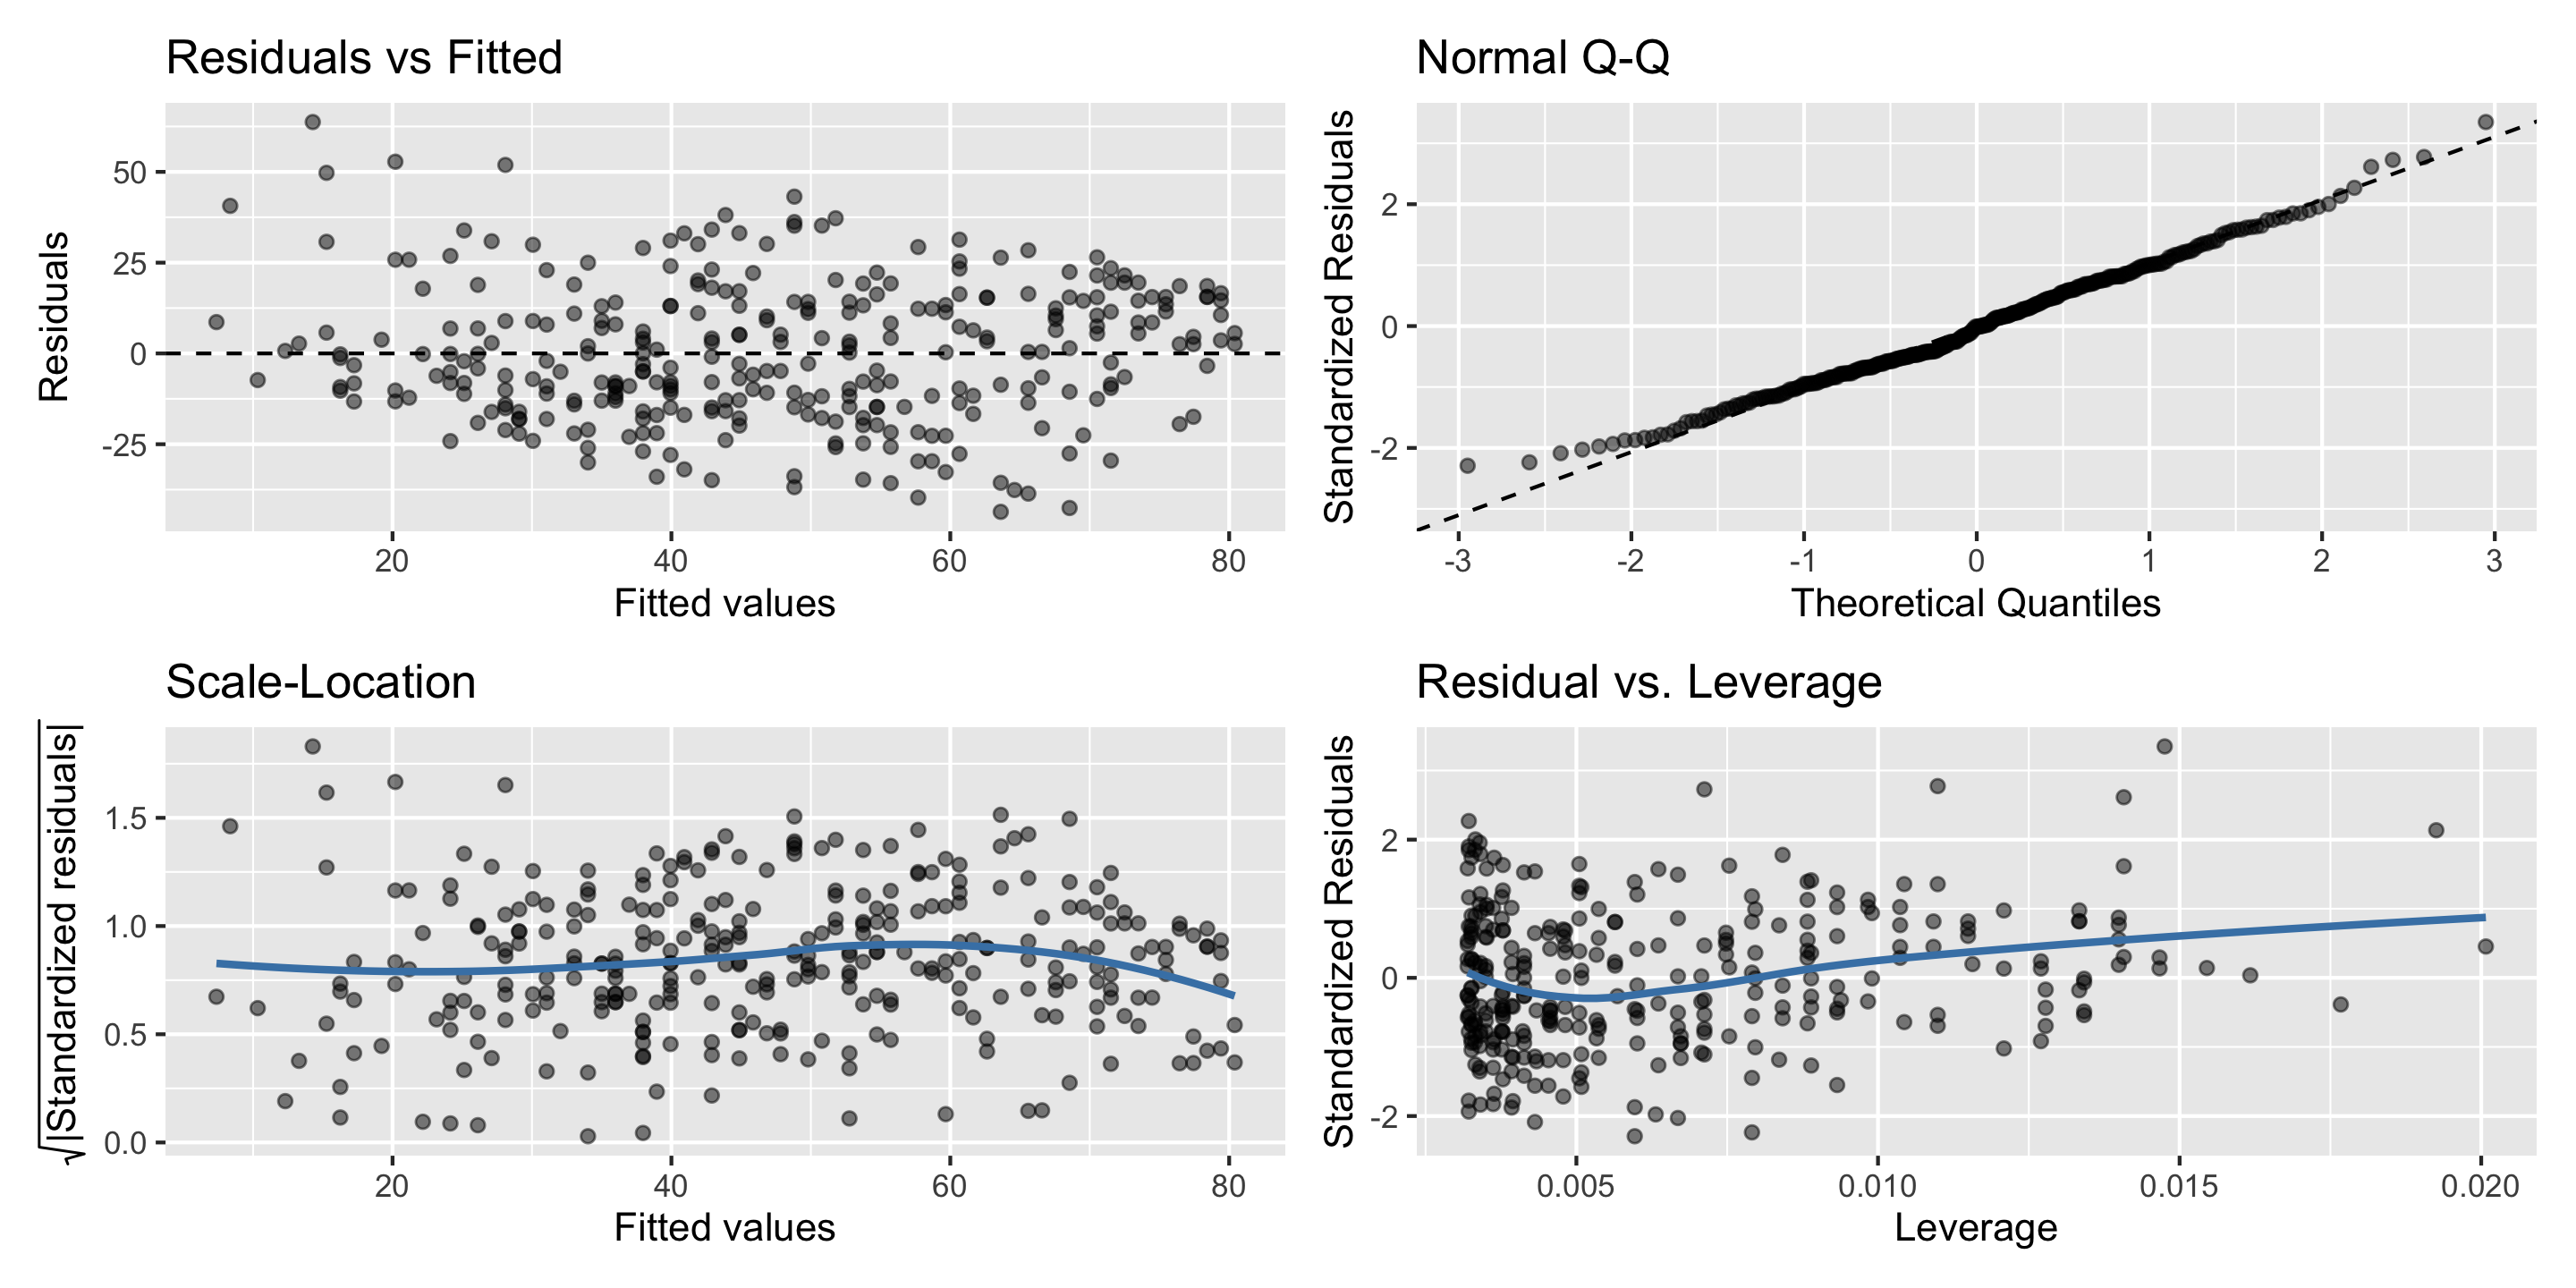 Residuals vs Fitted
Residuals
50
25
0
-25
20 40 60 80
Fitted values
Normal Q-Q
Standardized Residuals
2
0
-2
-3 -2 -1 0 1 2 3
Theoretical Quantiles
Scale-Location
√|Standardized residuals|
1.5
1.0
0.5
0.0
20 40 60 80
Fitted values
Residual vs. Leverage
Standardized Residuals
2
0
-2
0.005 0.010 0.015 0.020
Leverage